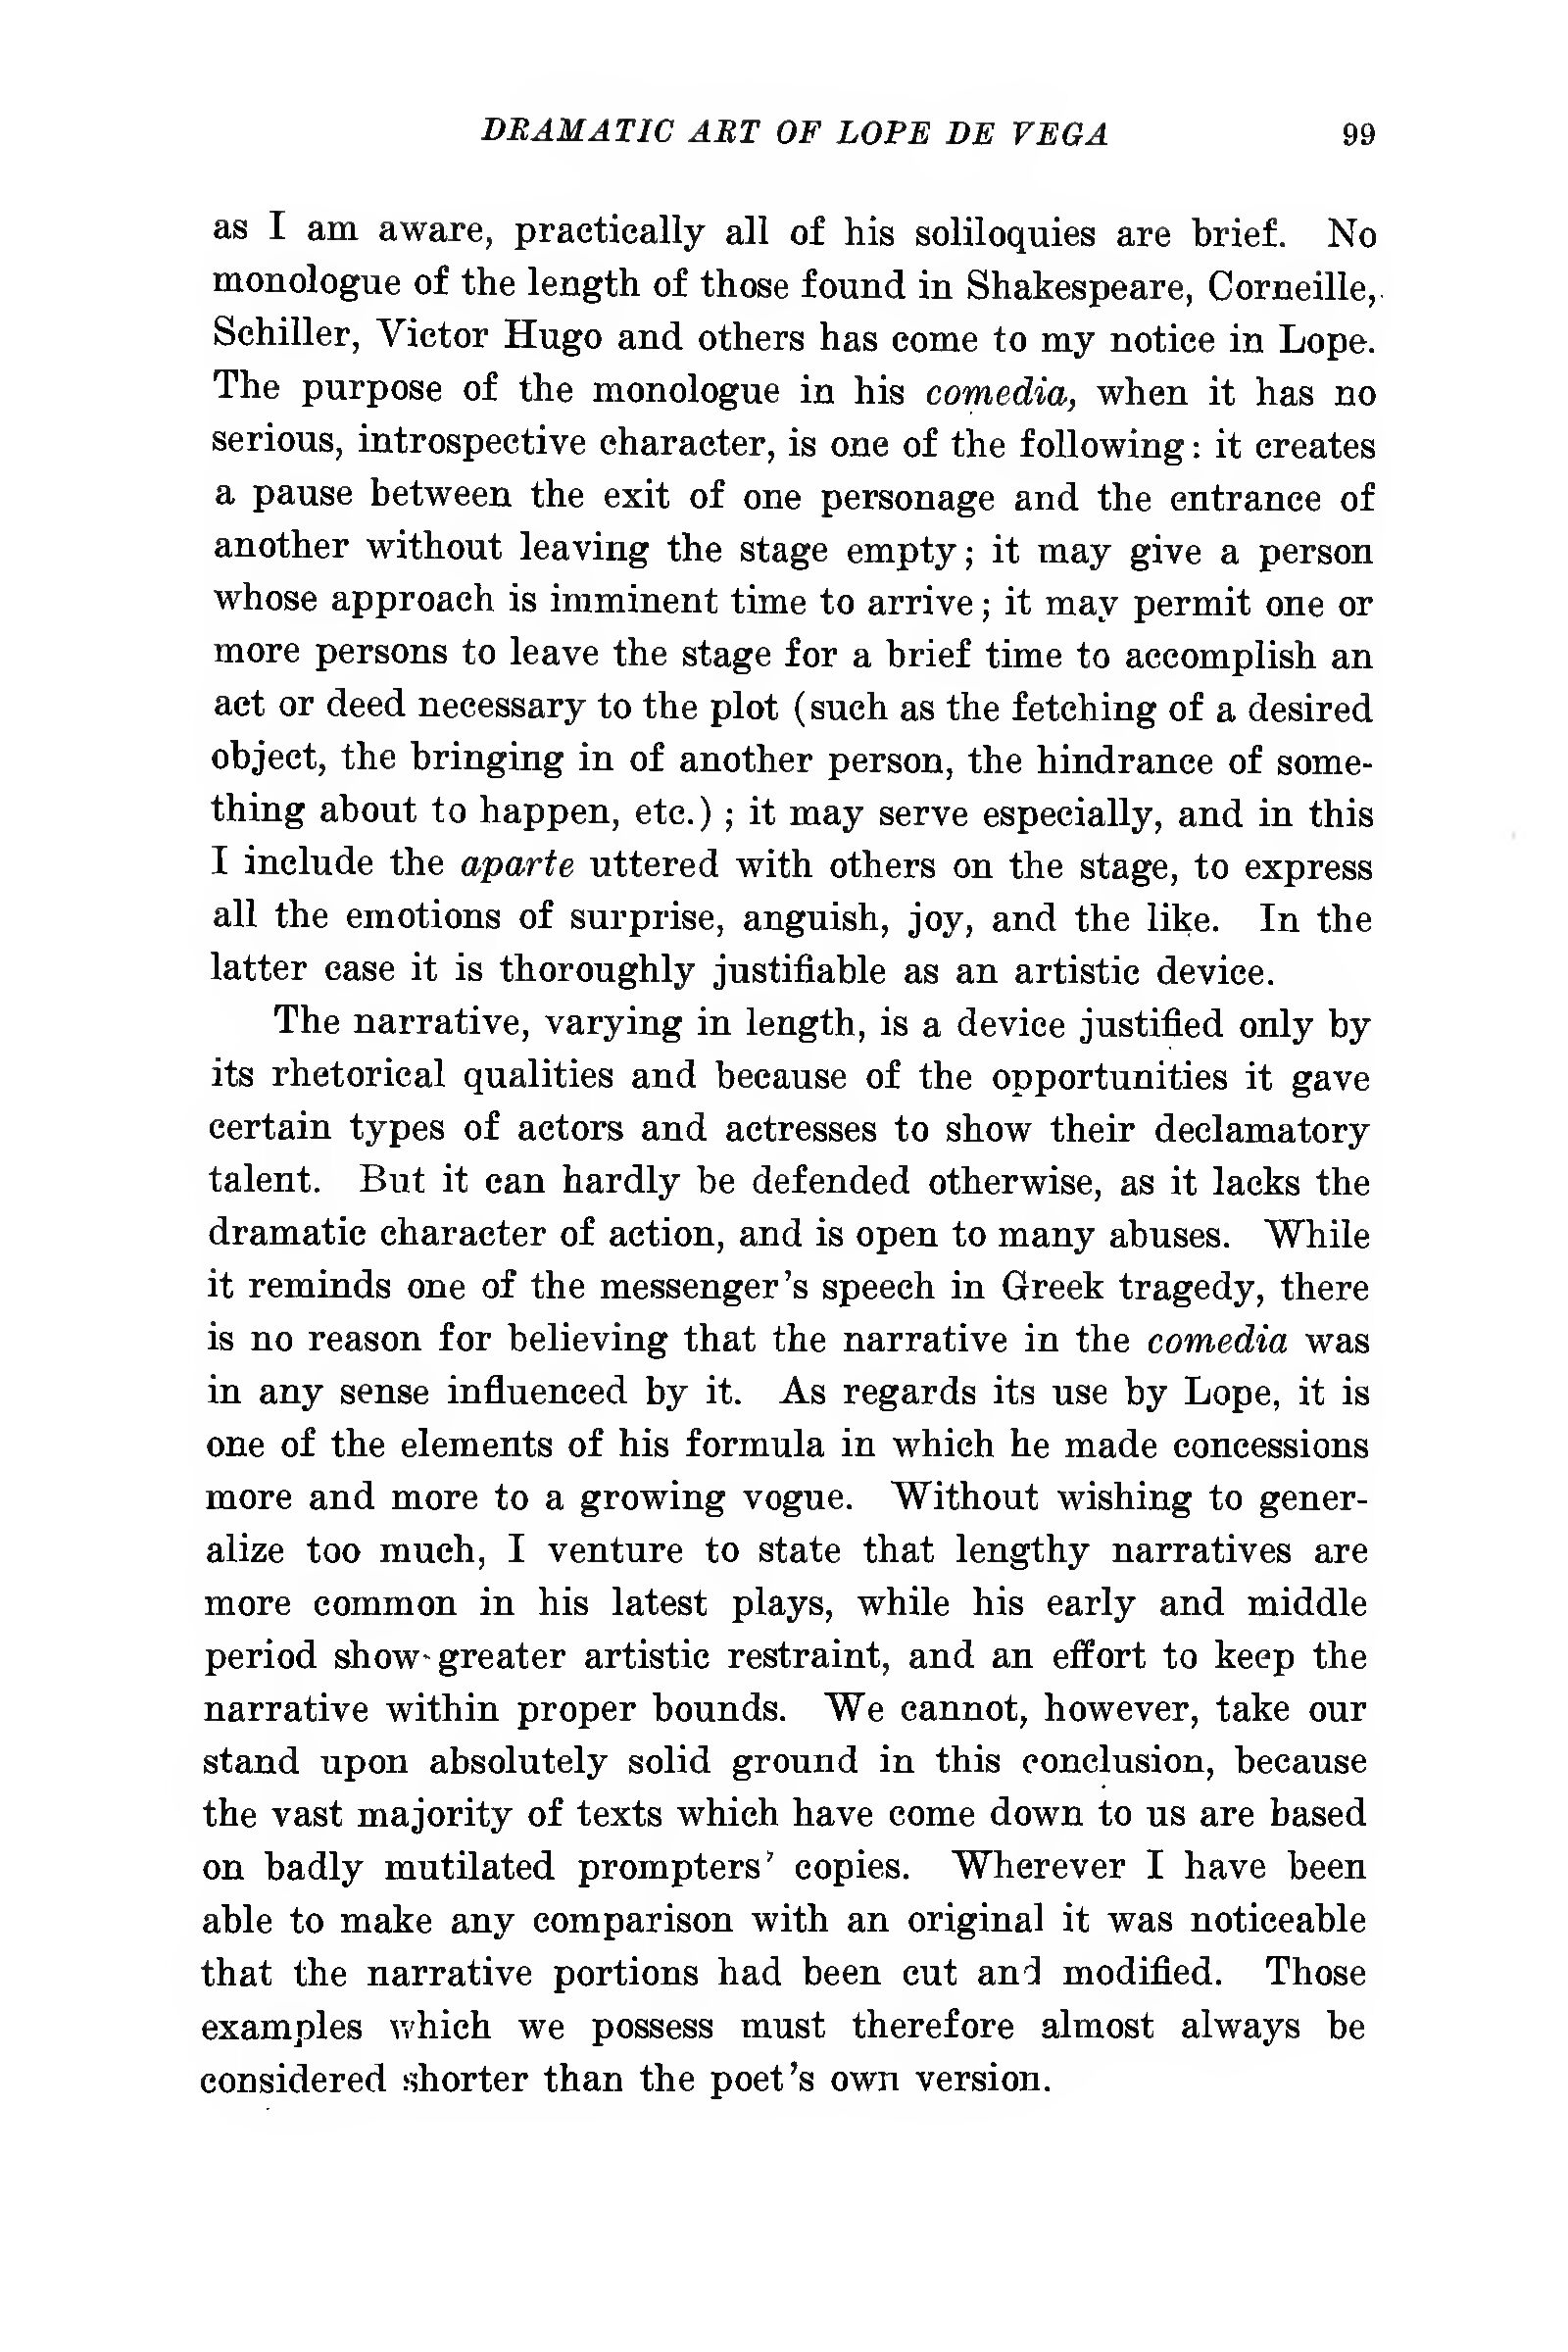 DRAMATIC ART OF LOPE DE VEGA 99
as I am aware, practically all of his soliloquies are brief. No
monologue of the length of those found in Shakespeare, Corneille,
Schiller, Victor Hugo and others has come to my notice in Lope.
The purpose of the monologue in his comedia, when it has no
serious, introspective character, is one of the following: it creates
a pause between the exit of one personage and the entrance of
another without leaving the stage empty; it may give a person
whose approach is imminent time to arrive; it may permit one or
more persons to leave the stage for a brief time to accomplish an
act or deed necessary to the plot (such as the fetching of a desired
object, the bringing in of another person, the hindrance of some-
thing about to happen, etc.); it may serve especially, and in this
I include the aparte uttered with others on the stage, to express
all the emotions of surprise, anguish, joy, and the like. In the
latter case it is thoroughly justifiable as an artistic device.
The narrative, varying in length, is a device justified only by
its rhetorical qualities and because of the opportunities it gave
certain types of actors and actresses to show their declamatory
talent. But it can hardly be defended otherwise, as it lacks the
dramatic character of action, and is open to many abuses. While
it reminds one of the messenger's speech in Greek tragedy, there
is no reason for believing that the narrative in the comedia was
in any sense influenced by it. As regards its use by Lope, it is
one of the elements of his formula in which he made concessions
more and more to a growing vogue. Without wishing to gener-
alize too much, I venture to state that lengthy narratives are
more common in his latest plays, while his early and middle
period show greater artistic restraint, and an effort to keep the
narrative within proper bounds. We cannot, however, take our
stand upon absolutely solid ground in this conclusion, because
the vast majority of texts which have come down to us are based
on badly mutilated prompters' copies. Wherever I have been
able to make any comparison with an original it was noticeable
that the narrative portions had been cut and modified. Those
examples which we possess must therefore almost always be
considered shorter than the poet's own version.